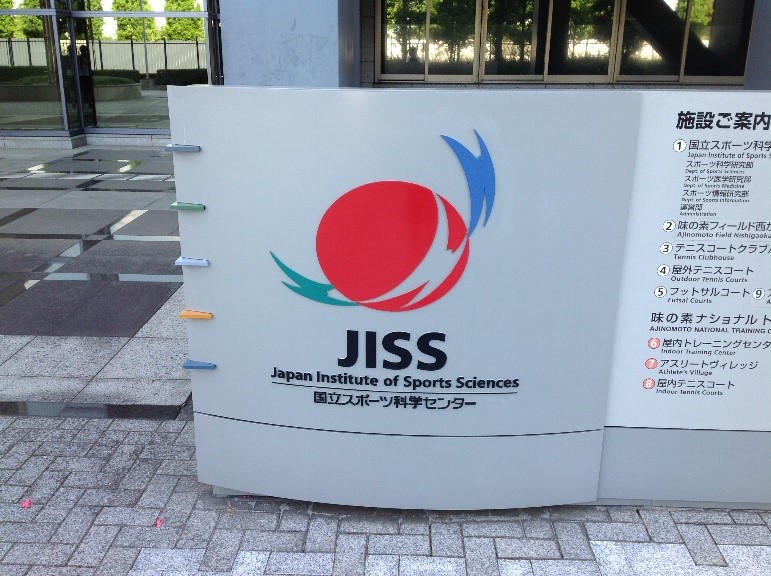 JISS
Japan Institute of Sports Sciences
国立スポーツ科学センター
施設ご案内
① 国立スポーツ科学
Japan Institute of Sports S
スポーツ科学研究部
Dept. of Sports Sciences
スポーツ医学研究部
Dept. of Sports Medicine
スポーツ情報研究部
Dept. of Sports Information
運営部
Administration
② 味の素フィールド西が
Ajinomoto Field Nishigaoka
③ テニスコートクラブハ
Tennis Clubhouse
④ 屋外テニスコート
Outdoor Tennis Courts
⑤ フットサルコート ⑨
Futsal Courts
味の素ナショナルト
AJINOMOTO NATIONAL TRAINING C
⑥ 屋内トレーニングセンタ
Indoor Training Center
⑦ アスリートヴィレッジ
Athlete's Village
⑧ 屋内テニスコート
Indoor Tennis Courts